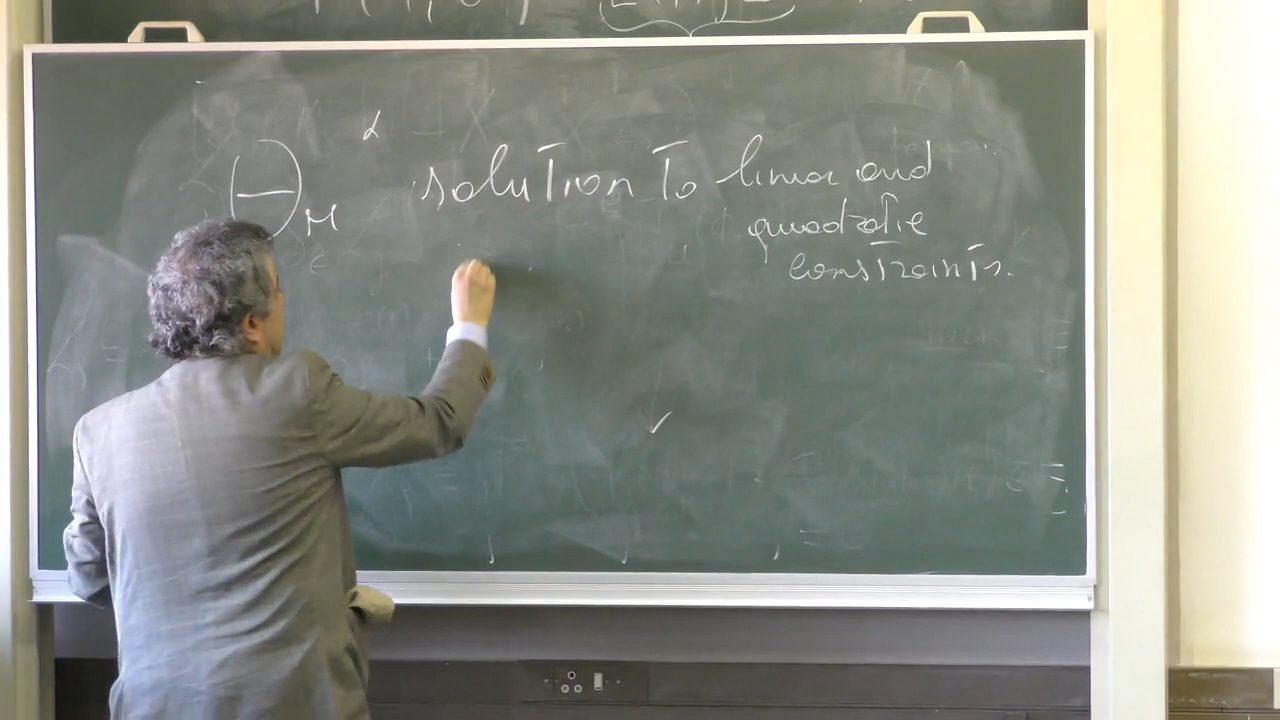 Θ_M^α solution to linear and
quadratic
constraints.